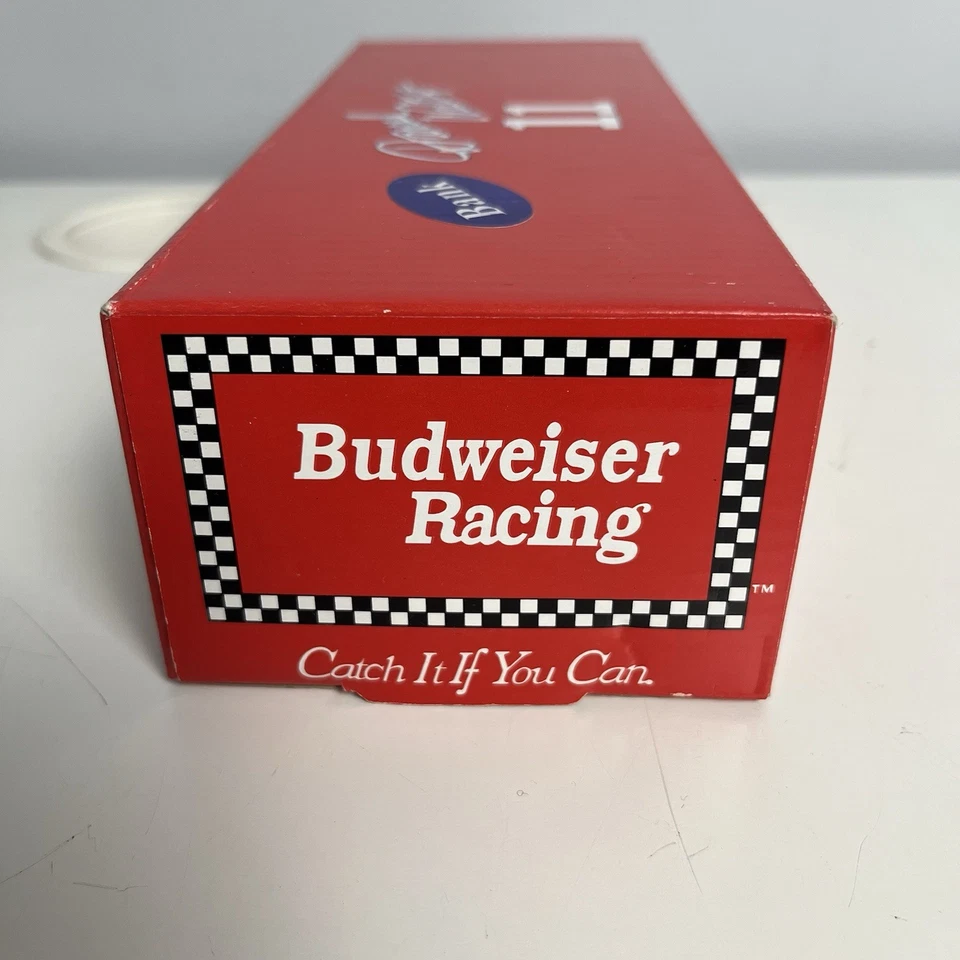 11
Bank
Budweiser
Racing
TM
Catch It If You Can.